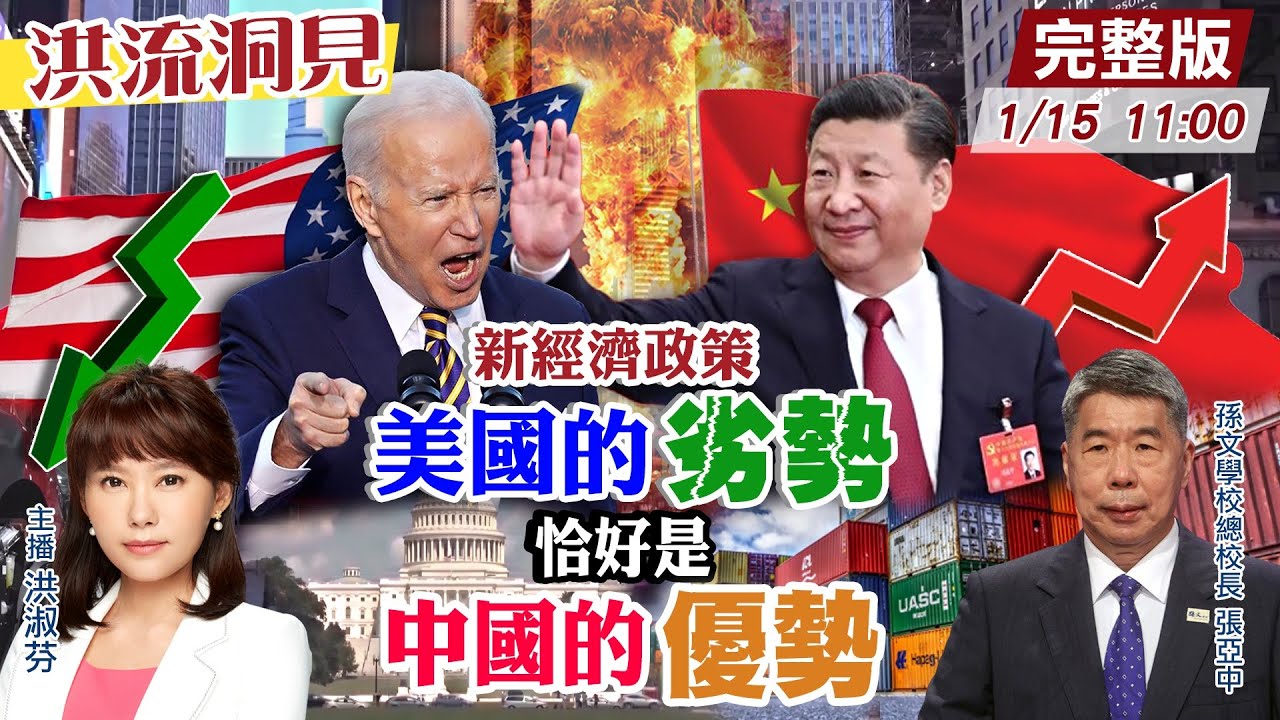 洪流洞見
完整版
1/15 11:00
新經濟政策
美國的劣勢
恰好是
中國的優勢
主播 洪淑芬
孫文學校總校長 張亞中
UASC
Hapag-Lloyd